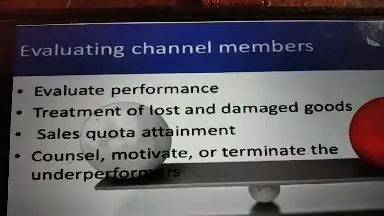 Evaluating channel members
• Evaluate performance
• Treatment of lost and damaged goods
• Sales quota attainment
• Counsel, motivate, or terminate the
underperformers